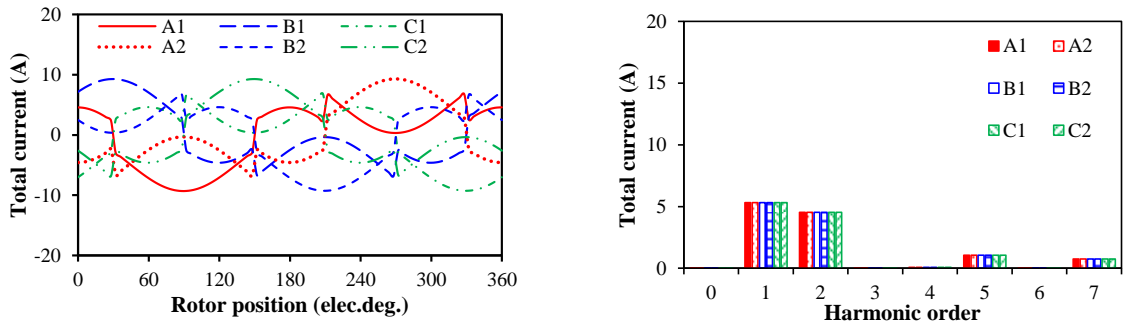 Total current (A)
20
10
0
-10
-20
A1 B1 C1
A2 B2 C2
0 60 120 180 240 300 360
Rotor position (elec.deg.)
Total current (A)
20
15
10
5
0
A1 A2
B1 B2
C1 C2
0 1 2 3 4 5 6 7
Harmonic order